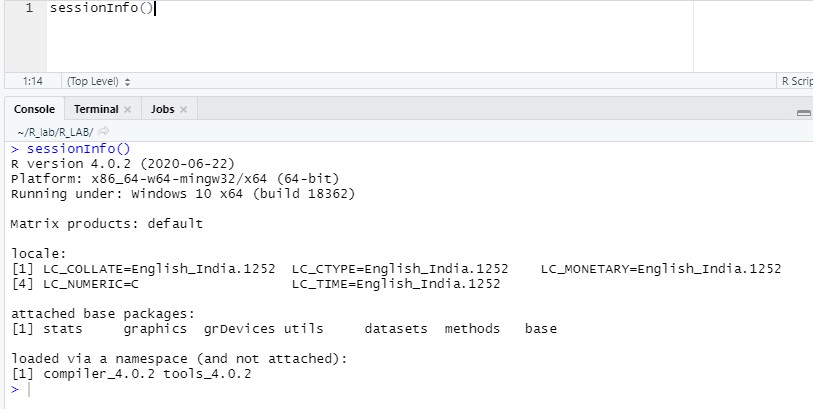 1 sessionInfo()
1:14 (Top Level) R Scrip
Console Terminal Jobs
~/R_lab/R_LAB/
> sessionInfo()
R version 4.0.2 (2020-06-22)
Platform: x86_64-w64-mingw32/x64 (64-bit)
Running under: Windows 10 x64 (build 18362)
Matrix products: default
locale:
[1] LC_COLLATE=English_India.1252 LC_CTYPE=English_India.1252 LC_MONETARY=English_India.1252
[4] LC_NUMERIC=C LC_TIME=English_India.1252
attached base packages:
[1] stats graphics grDevices utils datasets methods base
loaded via a namespace (and not attached):
[1] compiler_4.0.2 tools_4.0.2
>